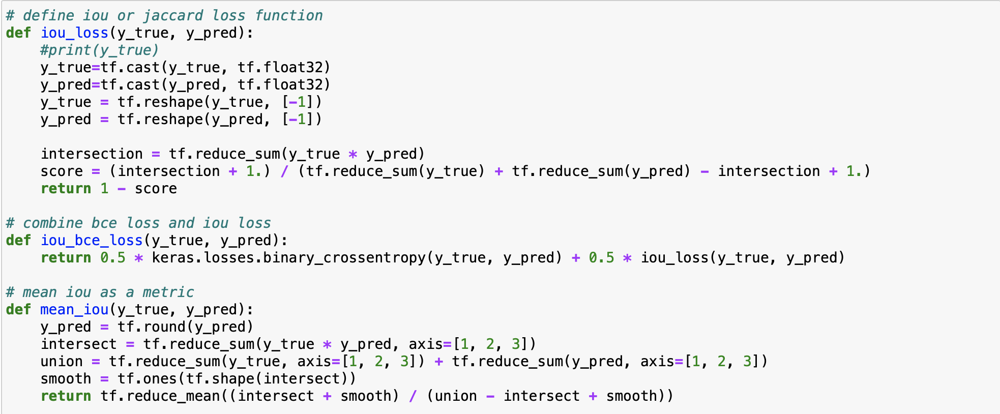 # define iou or jaccard loss function
def iou_loss(y_true, y_pred):
    #print(y_true)
    y_true=tf.cast(y_true, tf.float32)
    y_pred=tf.cast(y_pred, tf.float32)
    y_true = tf.reshape(y_true, [-1])
    y_pred = tf.reshape(y_pred, [-1])

    intersection = tf.reduce_sum(y_true * y_pred)
    score = (intersection + 1.) / (tf.reduce_sum(y_true) + tf.reduce_sum(y_pred) - intersection + 1.)
    return 1 - score

# combine bce loss and iou loss
def iou_bce_loss(y_true, y_pred):
    return 0.5 * keras.losses.binary_crossentropy(y_true, y_pred) + 0.5 * iou_loss(y_true, y_pred)

# mean iou as a metric
def mean_iou(y_true, y_pred):
    y_pred = tf.round(y_pred)
    intersect = tf.reduce_sum(y_true * y_pred, axis=[1, 2, 3])
    union = tf.reduce_sum(y_true, axis=[1, 2, 3]) + tf.reduce_sum(y_pred, axis=[1, 2, 3])
    smooth = tf.ones(tf.shape(intersect))
    return tf.reduce_mean((intersect + smooth) / (union - intersect + smooth))